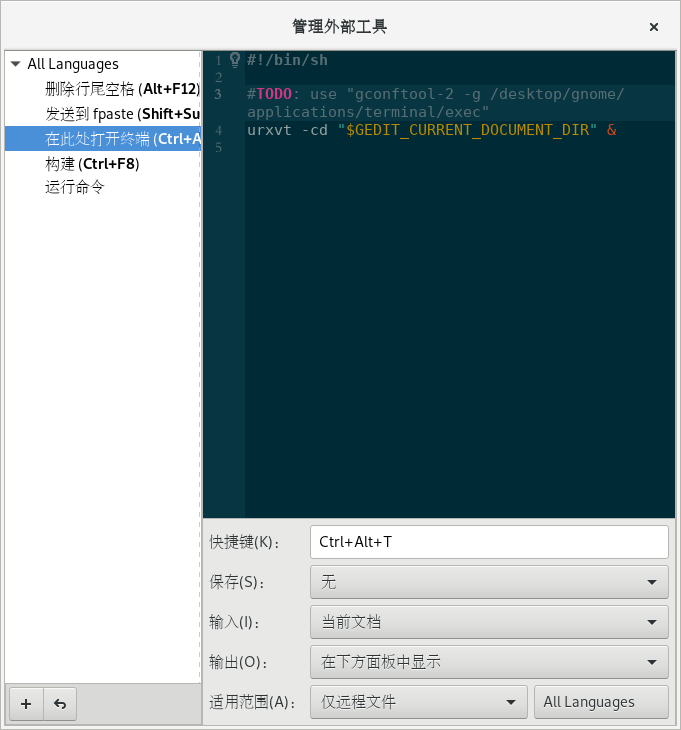 管理外部工具
All Languages
删除行尾空格 (Alt+F12)
发送到 fpaste (Shift+Su
在此处打开终端 (Ctrl+A
构建 (Ctrl+F8)
运行命令
1 #!/bin/sh
2
3 #TODO: use "gconftool-2 -g /desktop/gnome/
applications/terminal/exec"
4 urxvt -cd "$GEDIT_CURRENT_DOCUMENT_DIR" &
5
快捷键(K): Ctrl+Alt+T
保存(S): 无
输入(I): 当前文档
输出(O): 在下方面板中显示
适用范围(A): 仅远程文件 All Languages